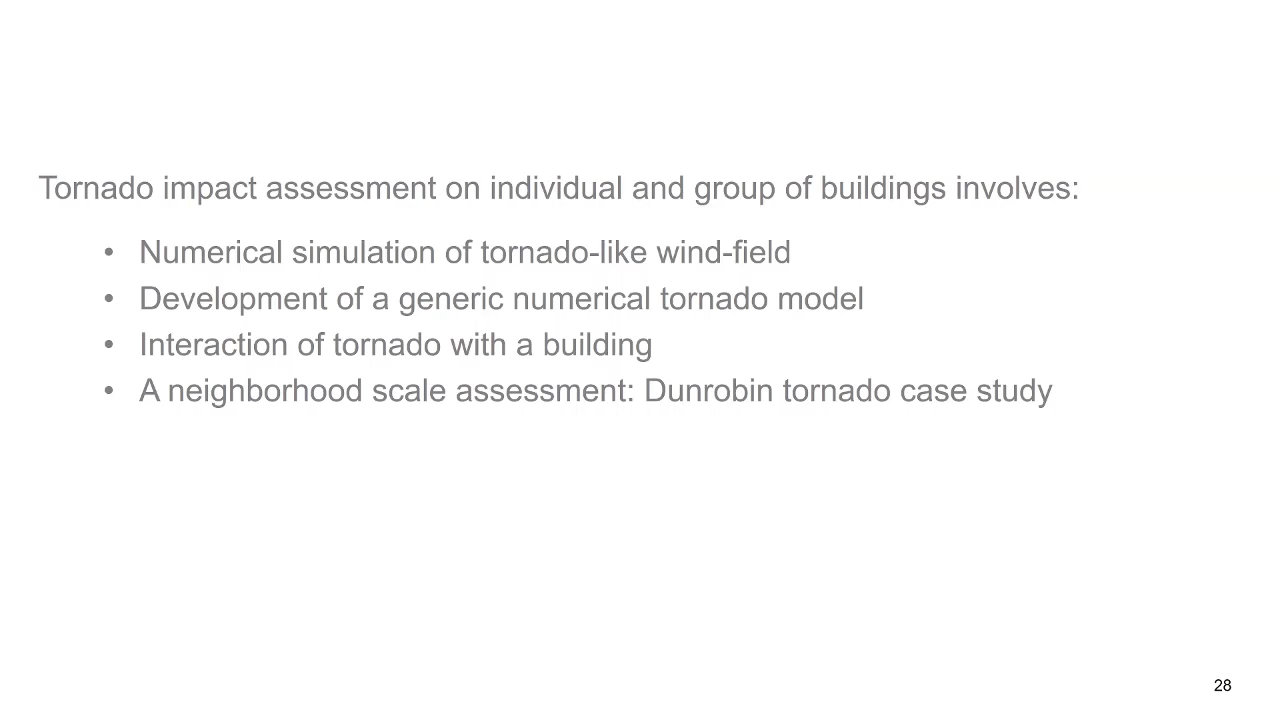 Tornado impact assessment on individual and group of buildings involves:
• Numerical simulation of tornado-like wind-field
• Development of a generic numerical tornado model
• Interaction of tornado with a building
• A neighborhood scale assessment: Dunrobin tornado case study
28